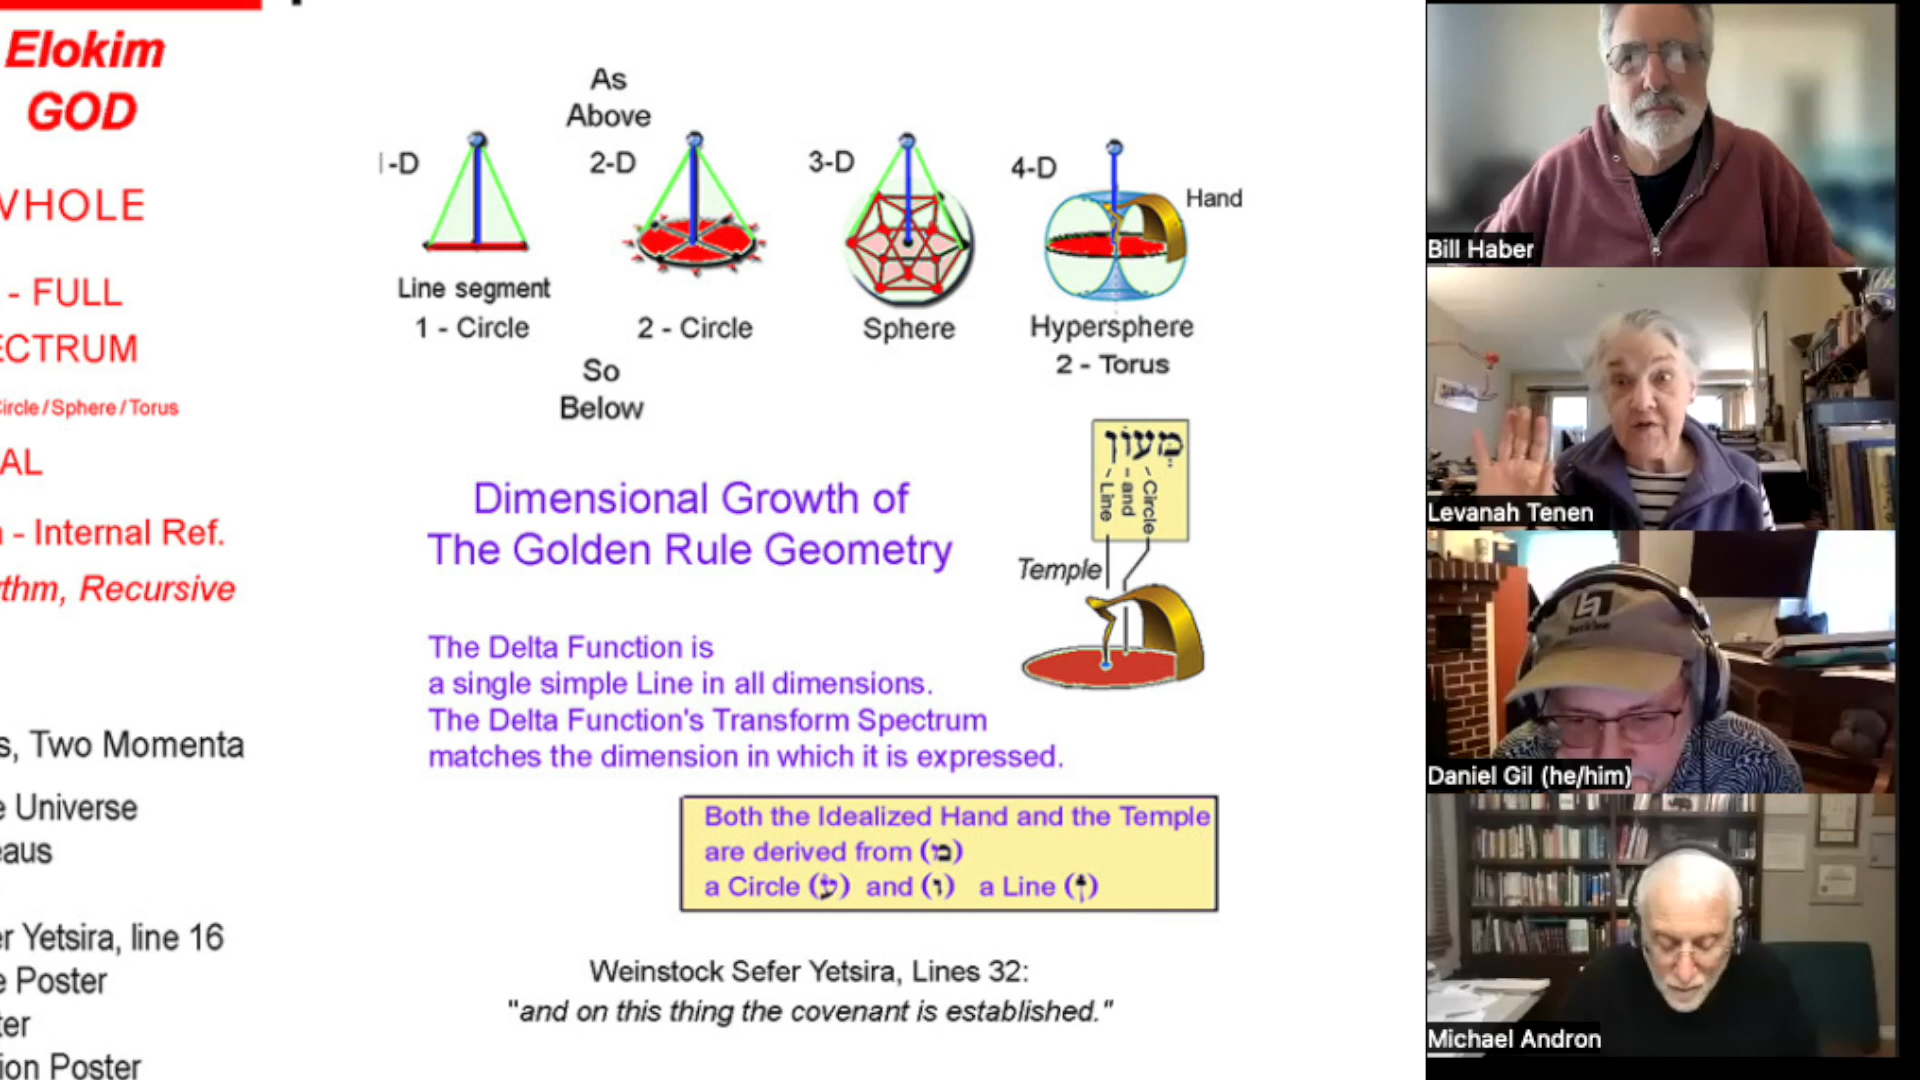 Elokim
GOD
WHOLE
- FULL
ECTRUM
Circle / Sphere / Torus
AL
- Internal Ref.
ythm, Recursive
s, Two Momenta
e Universe
eaus
er Yetsira, line 16
e Poster
ter
ion Poster
As
Above
1-D
2-D
3-D
4-D
Hand
Line segment
1 - Circle
2 - Circle
Sphere
Hypersphere
2 - Torus
So
Below
מְעוֹן
Circle
and
Line
Temple
Dimensional Growth of
The Golden Rule Geometry
The Delta Function is
a single simple Line in all dimensions.
The Delta Function's Transform Spectrum
matches the dimension in which it is expressed.
Both the Idealized Hand and the Temple
are derived from (מ)
a Circle (ע) and (ו) a Line (ן)
Weinstock Sefer Yetsira, Lines 32:
"and on this thing the covenant is established."
Bill Haber
Levanah Tenen
Daniel Gil (he/him)
Michael Andron